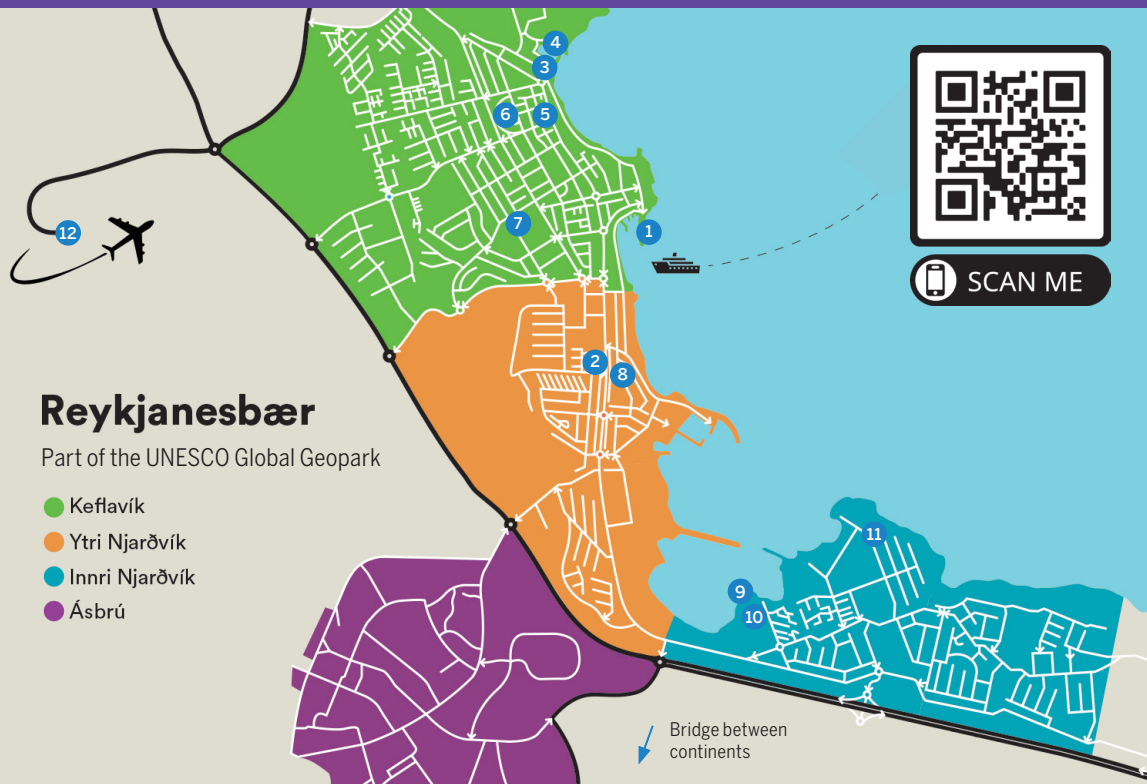 4
3
6
5
7
1
12
SCAN ME
2
8
Reykjanesbær
Part of the UNESCO Global Geopark
Keflavík
Ytri Njarðvík
Innri Njarðvík
Ásbrú
11
9
10
Bridge between
continents